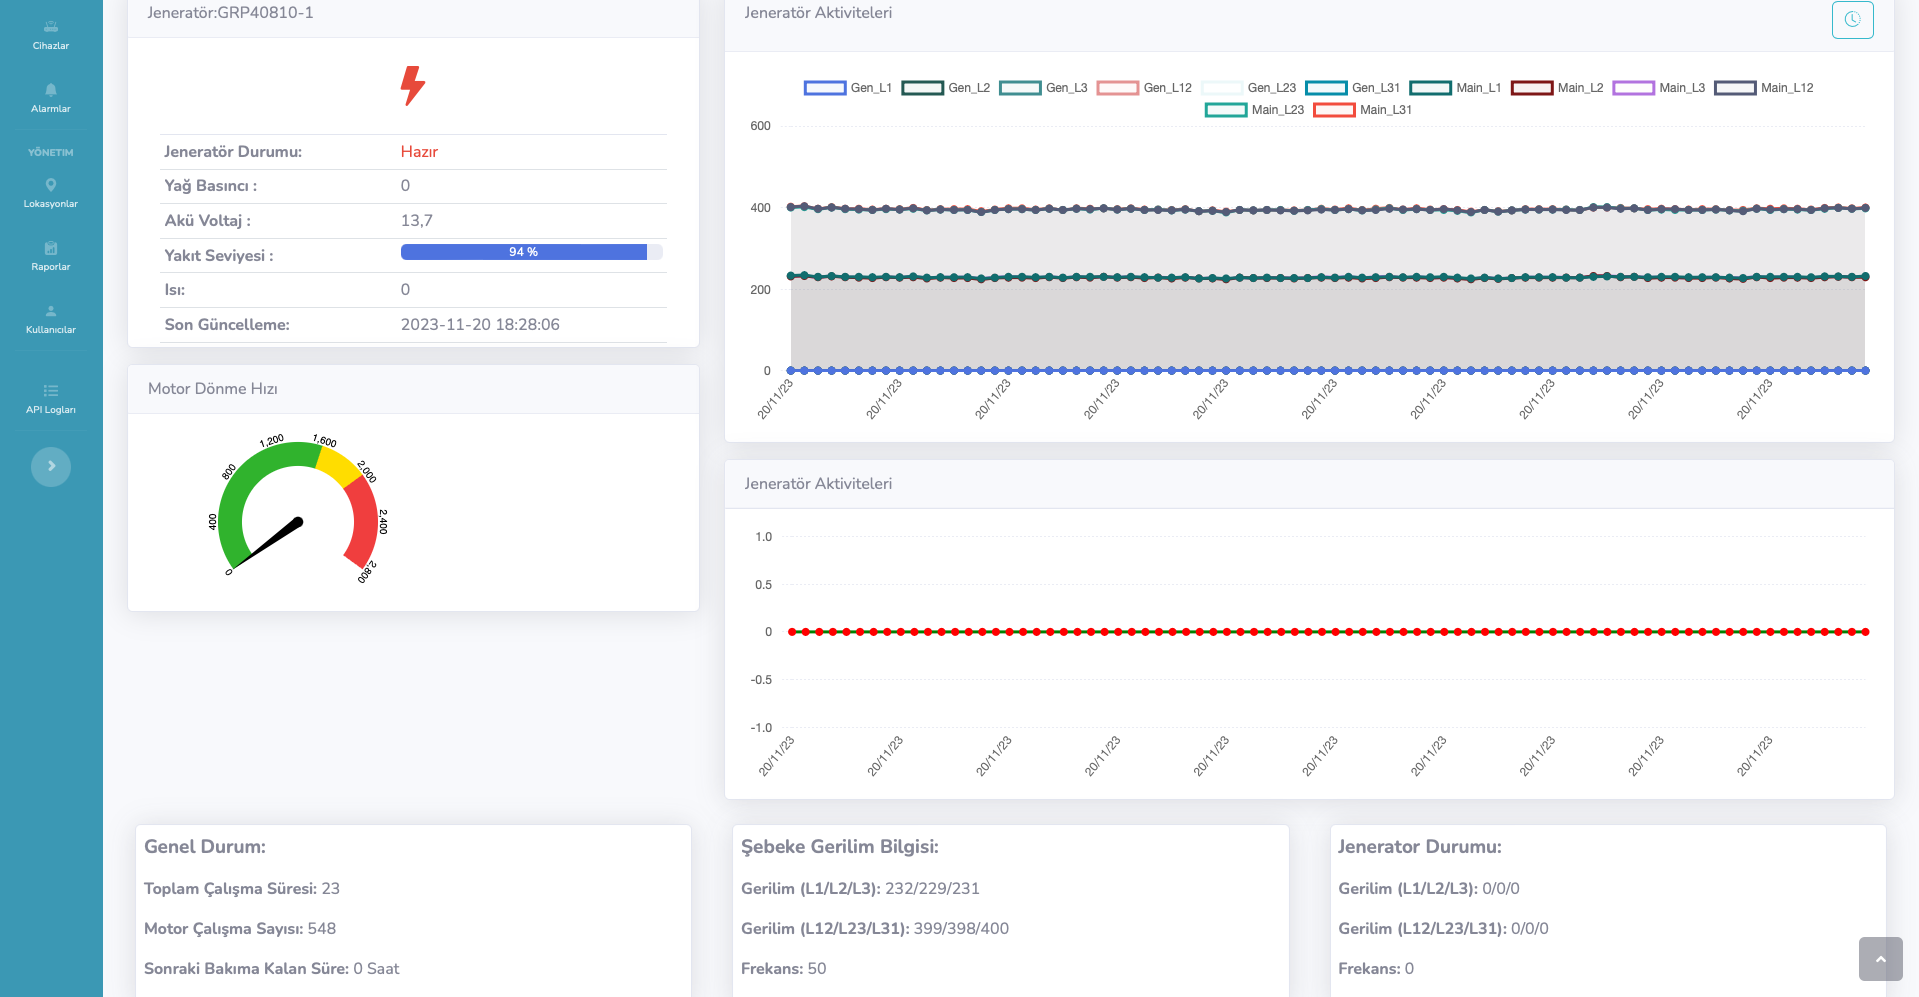 Cihazlar
Alarmlar
YÖNETIM
Lokasyonlar
Raporlar
Kullanıcılar
API Logları
Jeneratör:GRP40810-1
Jeneratör Durumu: Hazır
Yağ Basıncı : 0
Akü Voltaj : 13,7
Yakıt Seviyesi : 94 %
Isı: 0
Son Güncelleme: 2023-11-20 18:28:06
Motor Dönme Hızı
0
400
800
1,200
1,600
2,000
2,400
2,800
Jeneratör Aktiviteleri
Gen_L1 Gen_L2 Gen_L3 Gen_L12 Gen_L23 Gen_L31 Main_L1 Main_L2 Main_L3 Main_L12
Main_L23 Main_L31
600
400
200
0
20/11/23 20/11/23 20/11/23 20/11/23 20/11/23 20/11/23 20/11/23 20/11/23 20/11/23 20/11/23
Jeneratör Aktiviteleri
1.0
0.5
0
-0.5
-1.0
20/11/23 20/11/23 20/11/23 20/11/23 20/11/23 20/11/23 20/11/23 20/11/23 20/11/23 20/11/23
Genel Durum:
Toplam Çalışma Süresi: 23
Motor Çalışma Sayısı: 548
Sonraki Bakıma Kalan Süre: 0 Saat
Şebeke Gerilim Bilgisi:
Gerilim (L1/L2/L3): 232/229/231
Gerilim (L12/L23/L31): 399/398/400
Frekans: 50
Jenerator Durumu:
Gerilim (L1/L2/L3): 0/0/0
Gerilim (L12/L23/L31): 0/0/0
Frekans: 0